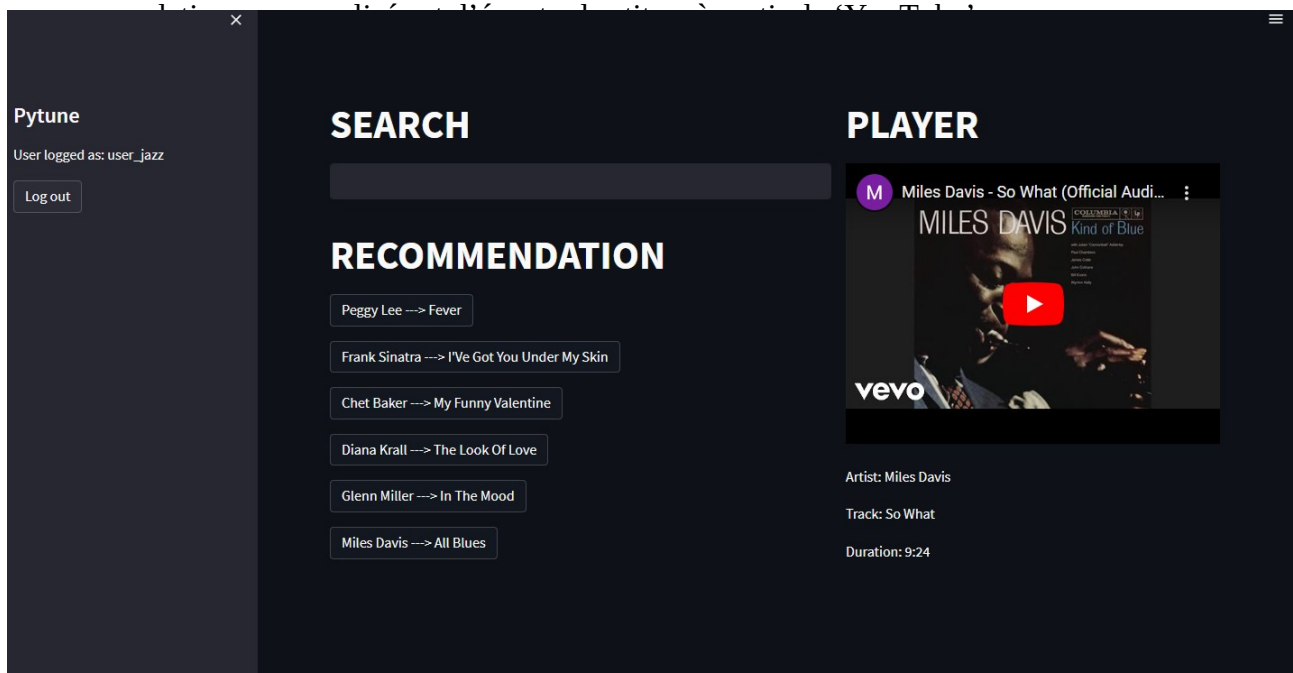 Pytune
User logged as: user_jazz
Log out
SEARCH
RECOMMENDATION
Peggy Lee ---> Fever
Frank Sinatra ---> I'Ve Got You Under My Skin
Chet Baker ---> My Funny Valentine
Diana Krall ---> The Look Of Love
Glenn Miller ---> In The Mood
Miles Davis ---> All Blues
PLAYER
M Miles Davis - So What (Official Audi...
COLUMBIA
MILES DAVIS Kind of Blue
vevo
Artist: Miles Davis
Track: So What
Duration: 9:24